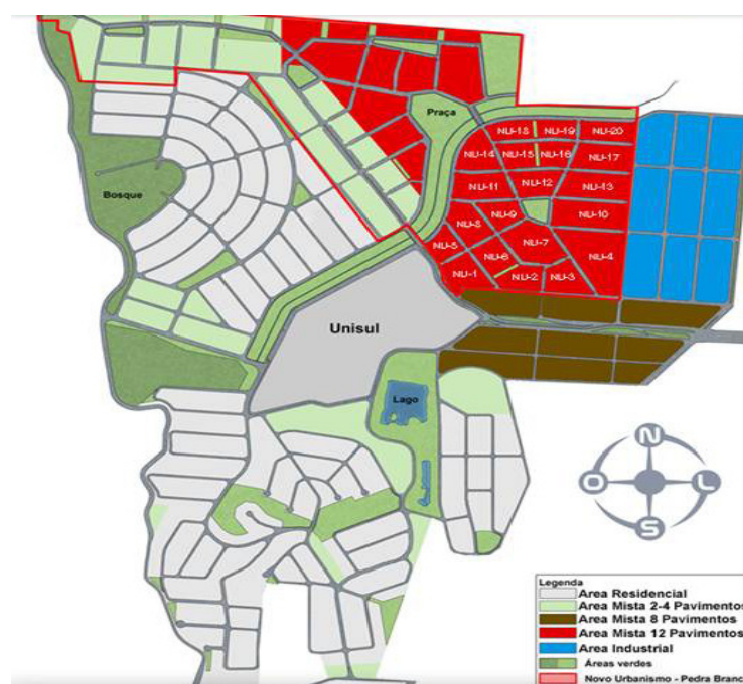 Praça
NU-18 NU-19 NU-20
NU-14 NU-15 NU-16 NU-17
NU-11 NU-12 NU-13
NU-8 NU-9 NU-10
NU-5 NU-6 NU-7 NU-4
NU-1 NU-2 NU-3
Bosque
Unisul
Lago
N
O L
S
Legenda
Area Residencial
Area Mista 2-4 Pavimentos
Area Mista 8 Pavimentos
Area Mista 12 Pavimentos
Area Industrial
Áreas verdes
Novo Urbanismo - Pedra Branc